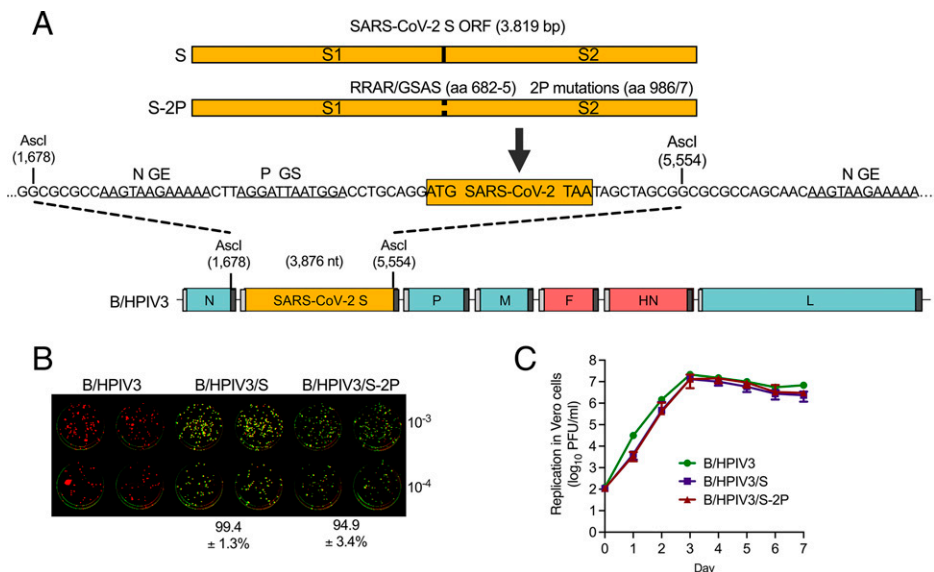 A
SARS-CoV-2 S ORF (3.819 bp)
S S1 S2
RRAR/GSAS (aa 682-5) 2P mutations (aa 986/7)
S-2P S1 S2
AscI AscI
(1,678) (5,554)
N GE P GS N GE
...GGCGCGCCAAGTAAGAAAAACTTAGGATTAATGGACCTGCAGGATG SARS-CoV-2 TAATAGCTAGCGGCGCGCCAGCAACAAGTAAGAAAAA...
AscI AscI
(1,678) (3,876 nt) (5,554)
B/HPIV3 N SARS-CoV-2 S P M F HN L
B
B/HPIV3 B/HPIV3/S B/HPIV3/S-2P
10-3
10-4
99.4 94.9
± 1.3% ± 3.4%
C
Replication in Vero cells
(log10 PFU/ml)
8
7
6
5
4
3
2
1
0
B/HPIV3
B/HPIV3/S
B/HPIV3/S-2P
0 1 2 3 4 5 6 7
Day